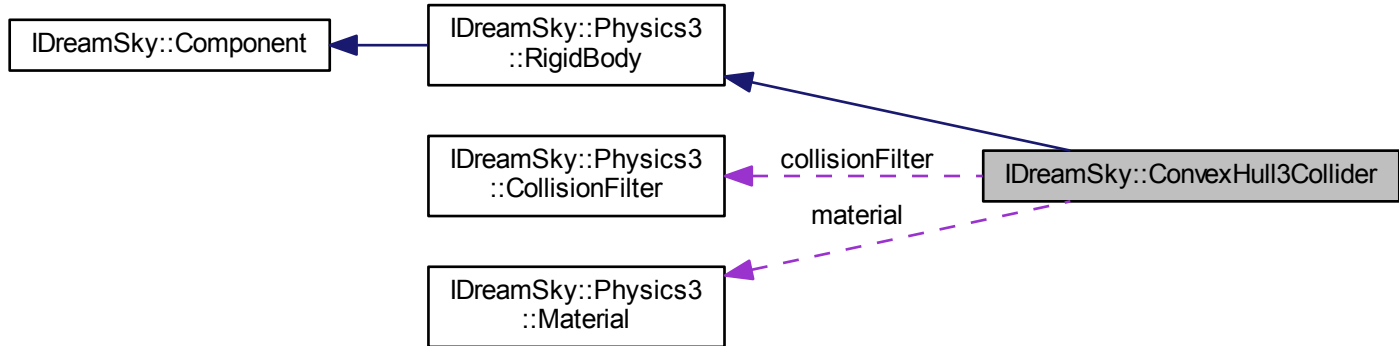 IDreamSky::Component
IDreamSky::Physics3
::RigidBody
IDreamSky::Physics3
::CollisionFilter
collisionFilter
IDreamSky::ConvexHull3Collider
material
IDreamSky::Physics3
::Material